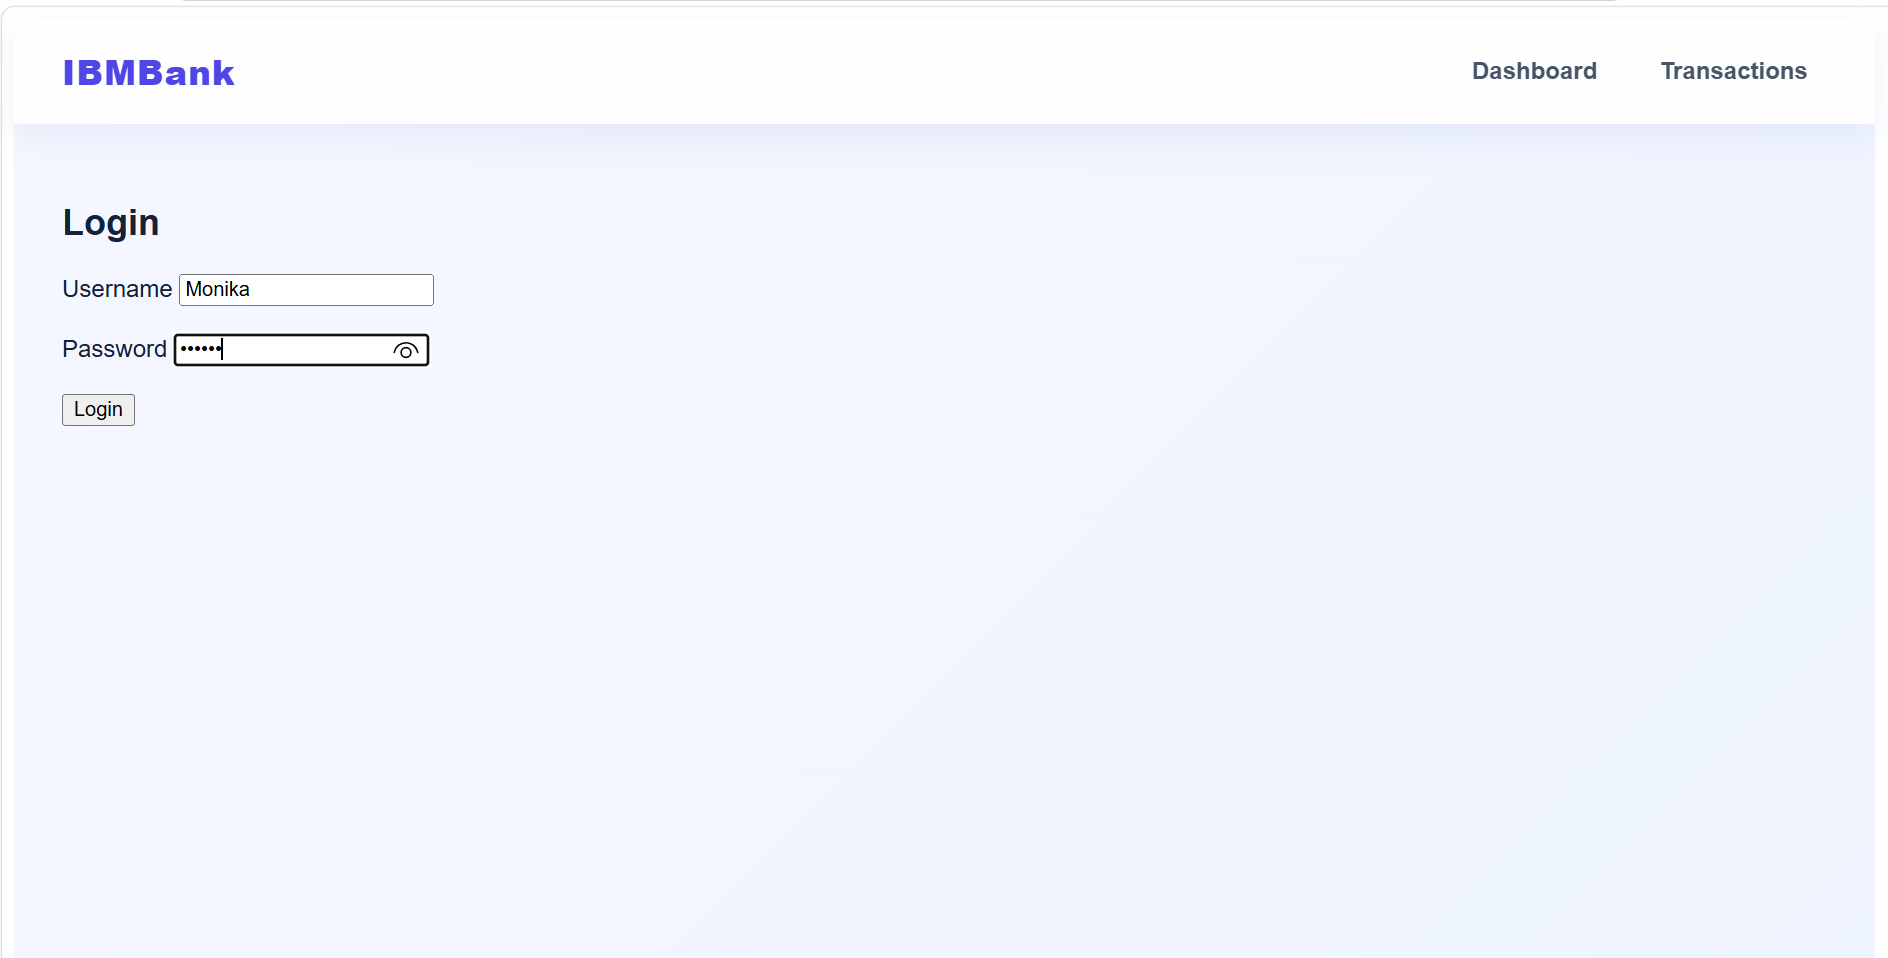 IBMBank
Dashboard Transactions
Login
Username Monika
Password ••••••
Login